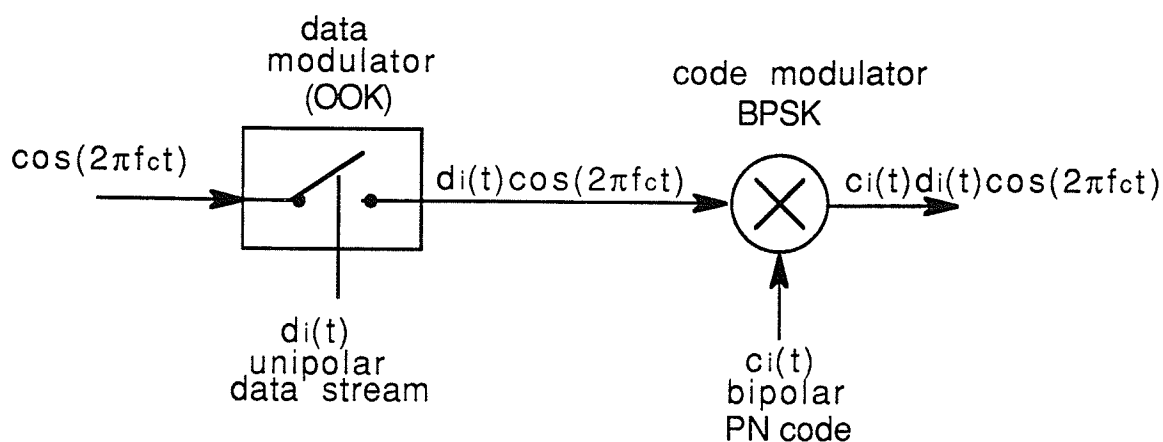 data
modulator
(OOK)
code modulator
BPSK
cos(2πfct)
di(t)cos(2πfct)
ci(t)di(t)cos(2πfct)
di(t)
unipolar
data stream
ci(t)
bipolar
PN code